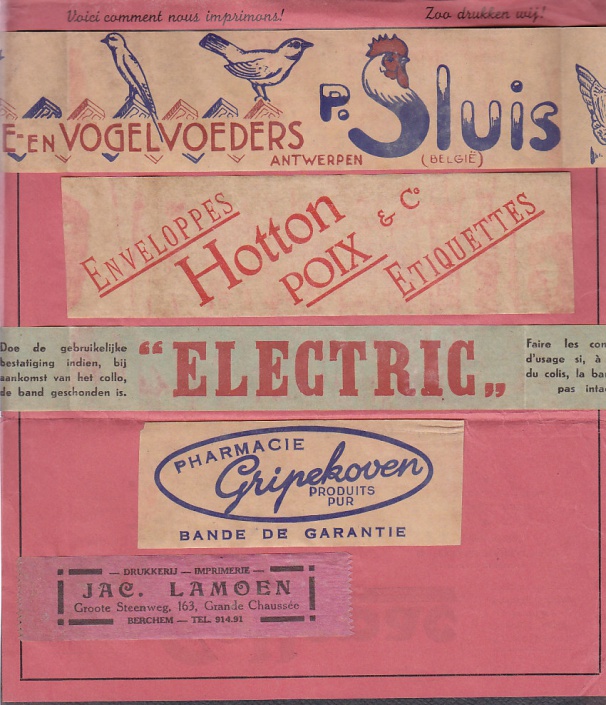 Voici comment nous imprimons!
Zoo drukken wij!
E-EN VOGELVOEDERS
ANTWERPEN
P. Sluis
(BELGIË)
ENVELOPPES
Hotton
& Co
POIX
ETIQUETTES
Doe de gebruikelijke
bestatiging indien, bij
aankomst van het collo,
de band geschonden is.
“ELECTRIC„
Faire les con
d'usage si, à
du colis, la ba
pas inta
PHARMACIE
Gripekoven
PRODUITS
PUR
BANDE DE GARANTIE
— DRUKKERIJ — IMPRIMERIE —
JAC. LAMOEN
Groote Steenweg, 163, Grande Chaussée
BERCHEM — TEL. 914.91